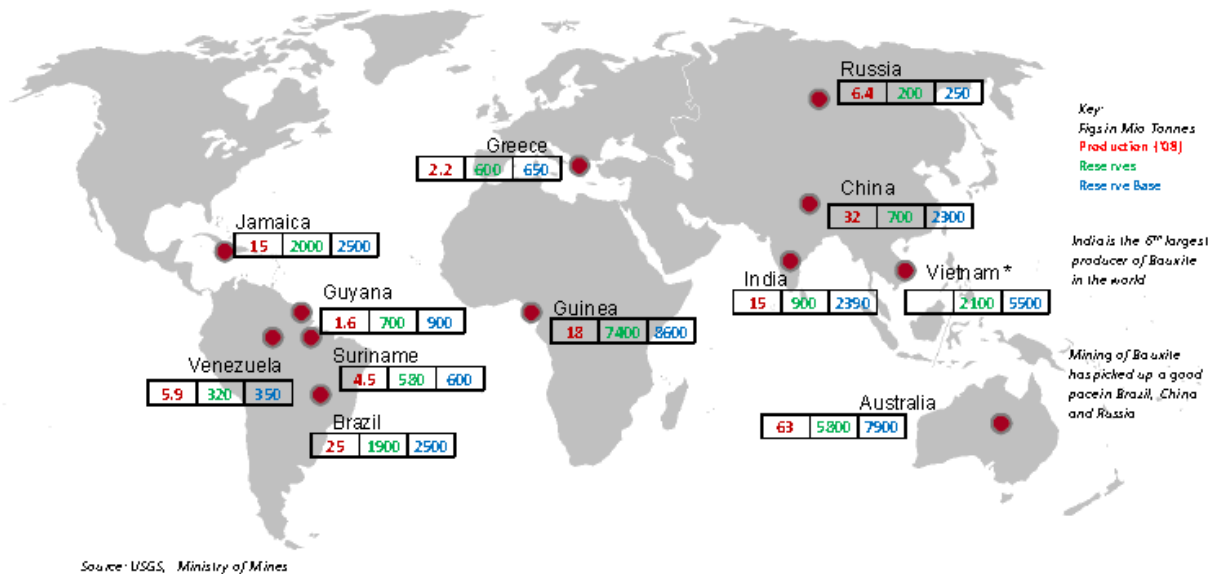 Russia
6.4 200 250
Key:
Figs in Mio Tonnes
Production ('08)
Reserves
Reserve Base
Greece
2.2 600 650
China
32 700 2300
Jamaica
15 2000 2500
India is the 6th largest
producer of Bauxite
in the world
India
15 900 2390
Vietnam *
2100 5500
Guyana
1.6 700 900
Guinea
18 7400 8600
Venezuela
5.9 320 350
Suriname
4.5 580 600
Mining of Bauxite
has picked up a good
pace in Brazil, China
and Russia
Brazil
25 1900 2500
Australia
63 5800 7900
Source: USGS, Ministry of Mines